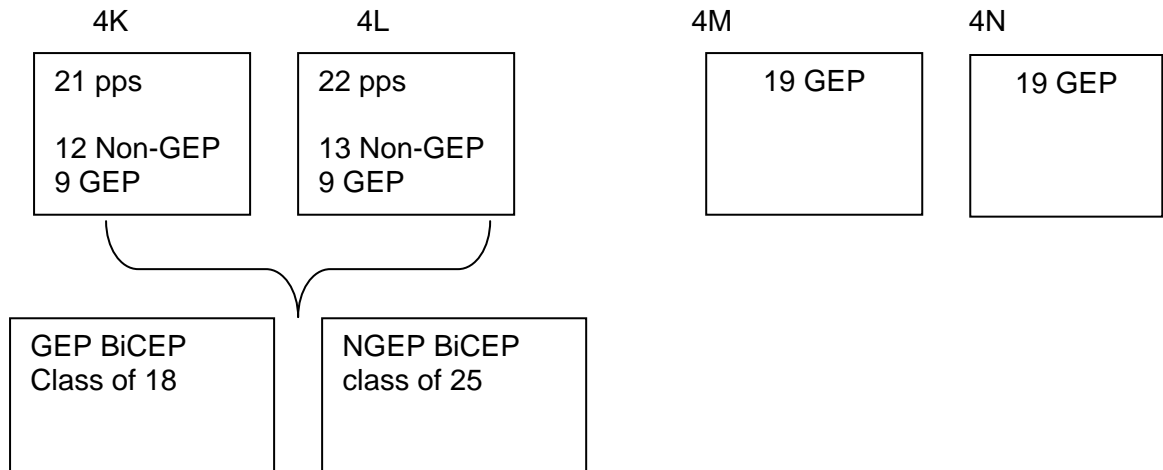 4K 4L 4M 4N
21 pps
12 Non-GEP
9 GEP
22 pps
13 Non-GEP
9 GEP
19 GEP
19 GEP
GEP BiCEP
Class of 18
NGEP BiCEP
class of 25